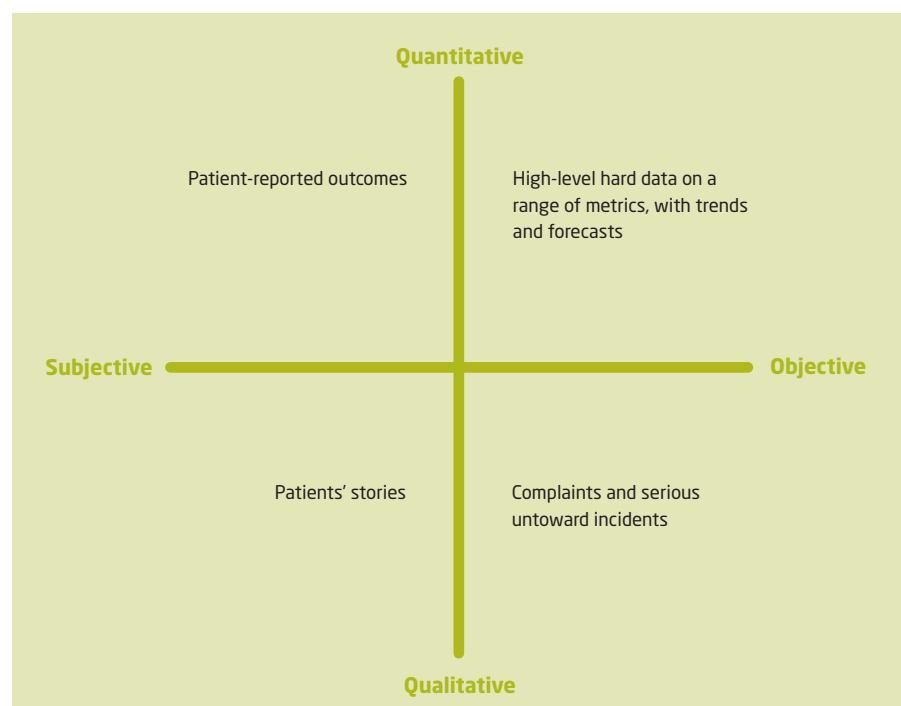 Quantitative
Patient-reported outcomes
High-level hard data on a
range of metrics, with trends
and forecasts
Subjective
Objective
Patients’ stories
Complaints and serious
untoward incidents
Qualitative